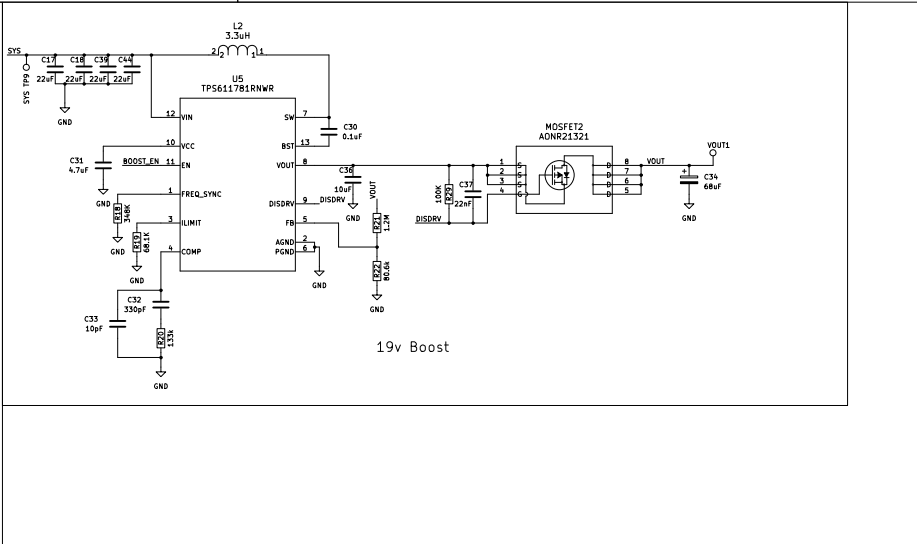 L2
3.3uH
SYS
2 2 1 1
C17 C18 C39 C44
22uF 22uF 22uF 22uF
SYS TP9
GND
U5
TPS611781RNWR
12 VIN
SW 7
C30
0.1uF
10 VCC
BST 13
C31
4.7uF
BOOST_EN 11 EN
VOUT 8
GND
C36
10uF
GND
1 FREQ_SYNC
DISDRV 9 DISDRV
R18 348K
GND
3 ILIMIT
FB 5
R19 68.1K
GND
VOUT
R21 1.2M
4 COMP
AGND 2
PGND 6
GND
R22 80.6k
GND
C32
330pF
C33
10pF
R20 133k
GND
MOSFET2
AONR21321
1 S
2 S
3 S
4 G
D 8
D 7
D 6
D 5
100K R29
C37
22nF
DISDRV
VOUT
VOUT1
+
C34
68uF
GND
19v Boost